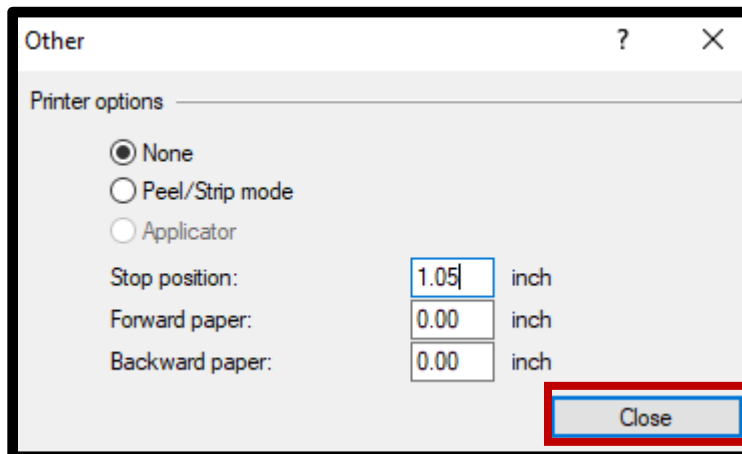 Other ?
Printer options
None
Peel/Strip mode
Applicator
Stop position: 1.05 inch
Forward paper: 0.00 inch
Backward paper: 0.00 inch
Close